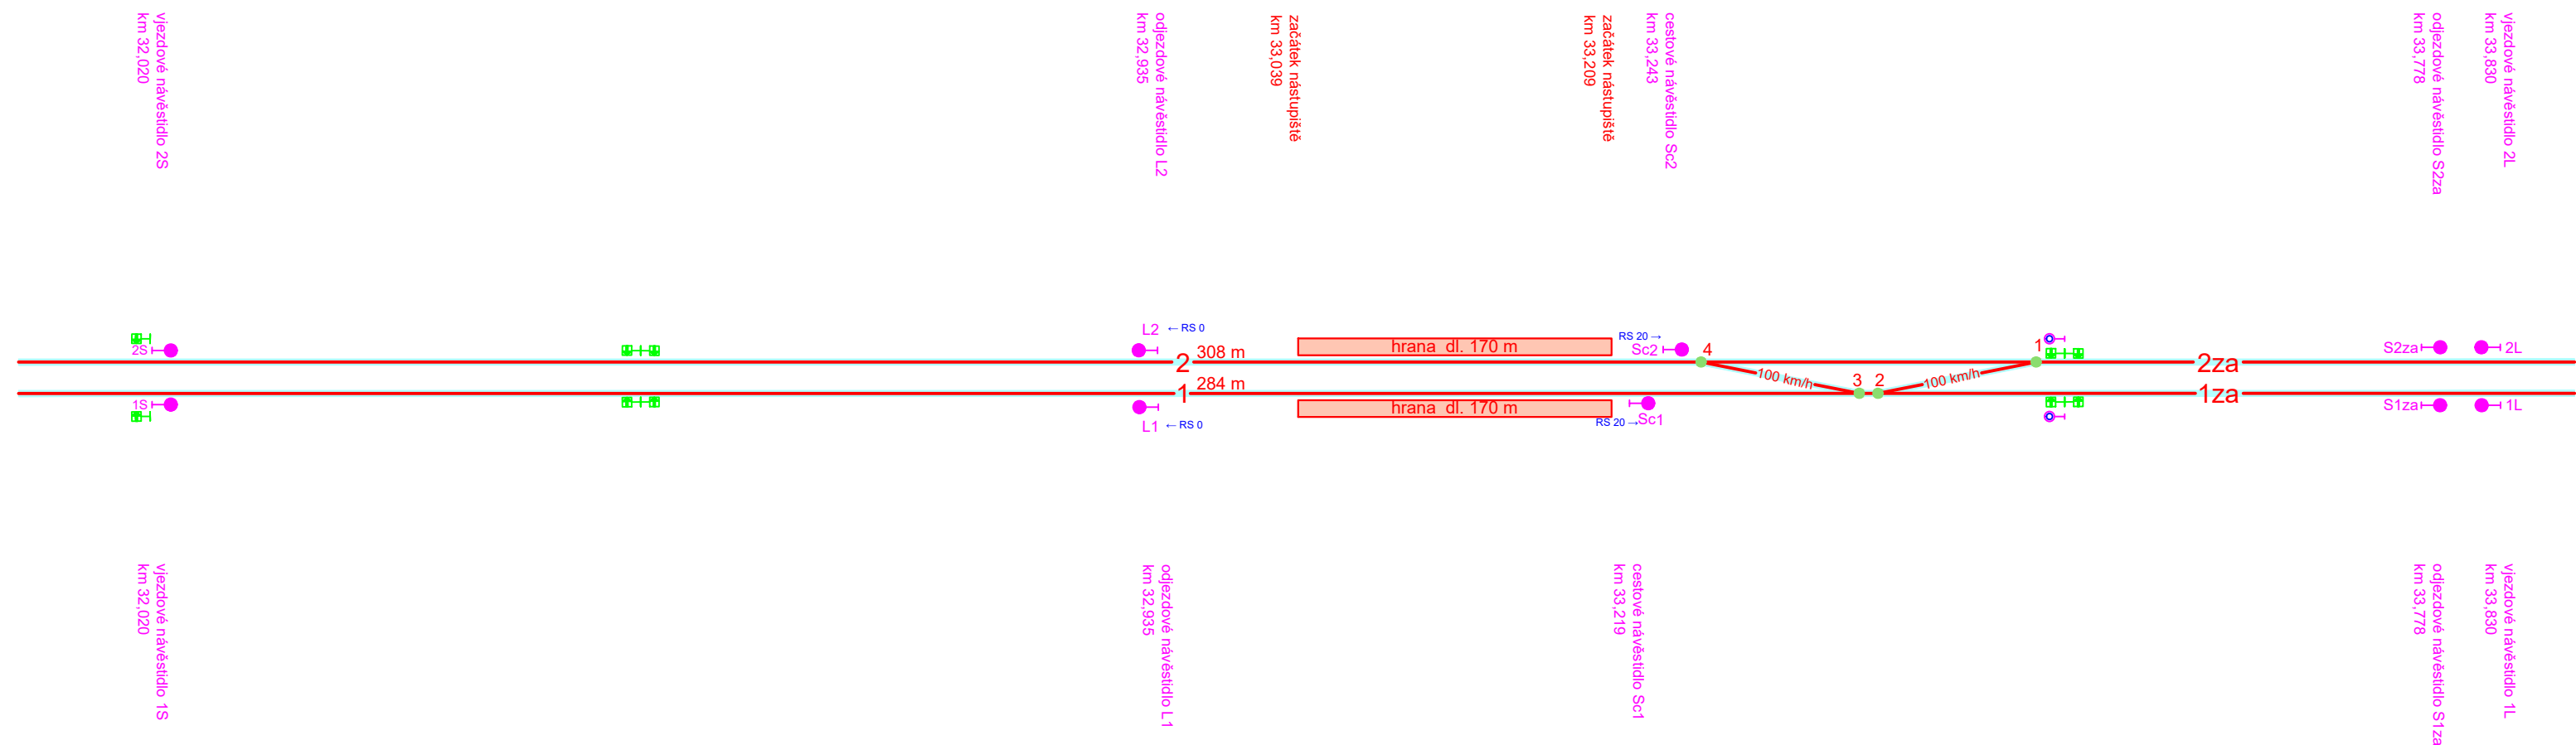 vjezdové návěstidlo 2S
km 32,020
odjezdové návěstidlo L2
km 32,935
začátek nástupiště
km 33,039
začátek nástupiště
km 33,209
cestové návěstidlo Sc2
km 33,243
odjezdové návěstidlo S2za
km 33,778
vjezdové návěstidlo 2L
km 33,830
L2 ←RS 0
RS 20→
2S
hrana dl. 170 m
Sc2
4
1
S2za
2L
2
308 m
2za
100 km/h
100 km/h
3
2
1
284 m
1za
1S
hrana dl. 170 m
S1za
1L
L1 ←RS 0
RS 20→Sc1
vjezdové návěstidlo 1S
km 32,020
odjezdové návěstidlo L1
km 32,935
cestové návěstidlo Sc1
km 33,219
odjezdové návěstidlo S1za
km 33,778
vjezdové návěstidlo 1L
km 33,830